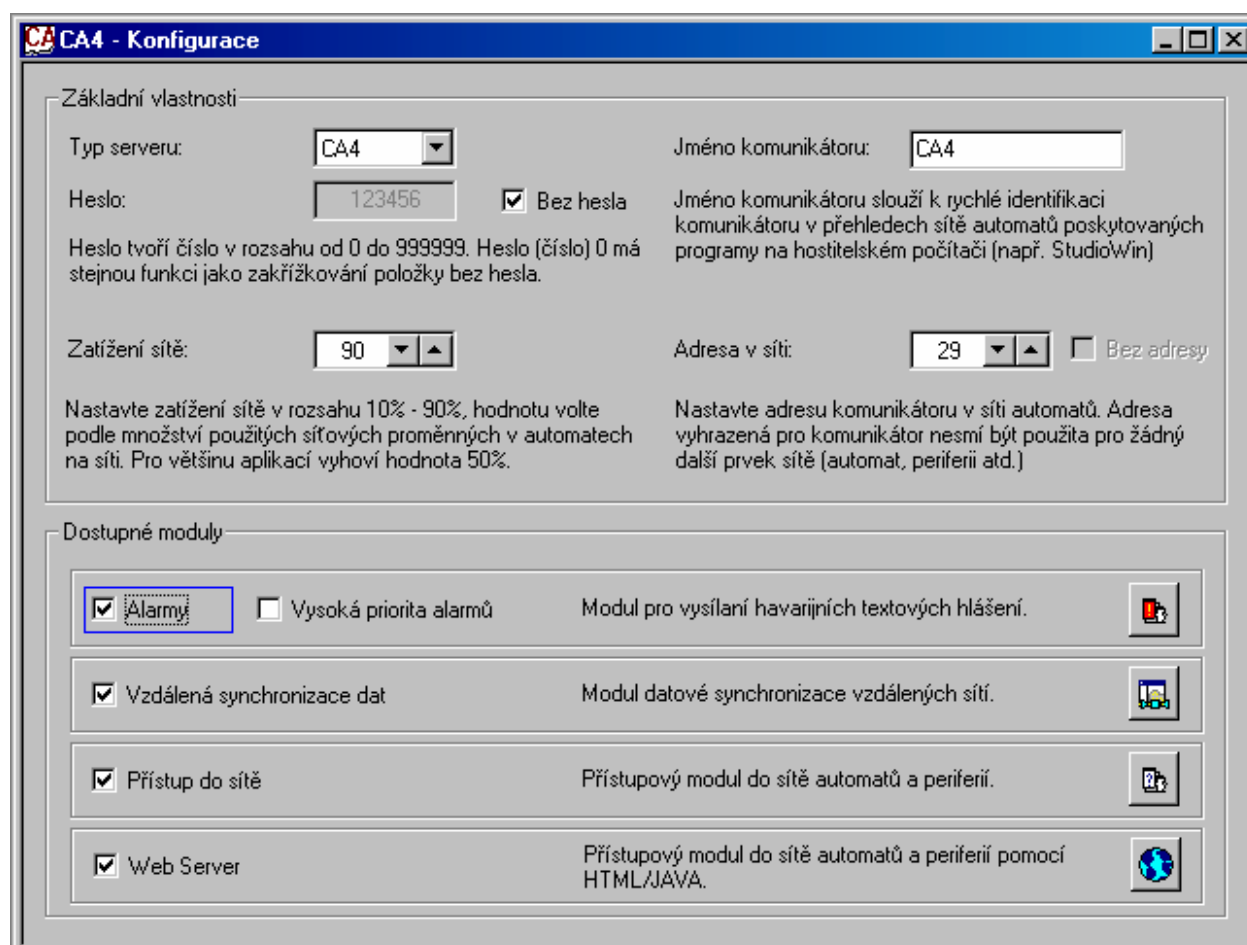 CA4 - Konfigurace
Základní vlastnosti
Typ serveru: CA4
Jméno komunikátoru: CA4
Heslo: 123456 Bez hesla
Jméno komunikátoru slouží k rychlé identifikaci
komunikátoru v přehledech sítě automatů poskytovaných
programy na hostitelském počítači (např. StudioWin)
Heslo tvoří číslo v rozsahu od 0 do 999999. Heslo (číslo) 0 má
stejnou funkci jako zakřížkování položky bez hesla.
Zatížení sítě: 90
Adresa v síti: 29 Bez adresy
Nastavte zatížení sítě v rozsahu 10% - 90%, hodnotu volte
podle množství použitých síťových proměnných v automatech
na síti. Pro většinu aplikací vyhoví hodnota 50%.
Nastavte adresu komunikátoru v síti automatů. Adresa
vyhrazená pro komunikátor nesmí být použita pro žádný
další prvek sítě (automat, periferii atd.)
Dostupné moduly
Alarmy Vysoká priorita alarmů Modul pro vysílaní havarijních textových hlášení.
Vzdálená synchronizace dat Modul datové synchronizace vzdálených sítí.
Přístup do sítě Přístupový modul do sítě automatů a periferií.
Web Server Přístupový modul do sítě automatů a periferií pomocí
HTML/JAVA.